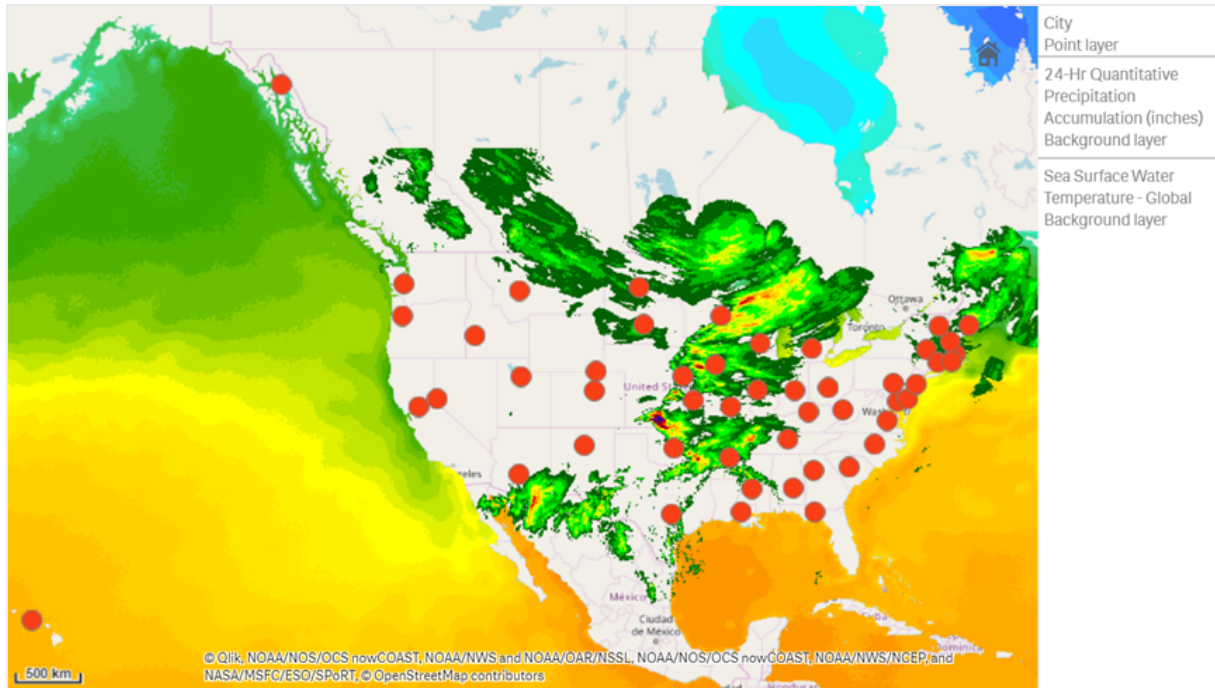 City
Point layer
24-Hr Quantitative
Precipitation
Accumulation (inches)
Background layer
Sea Surface Water
Temperature - Global
Background layer
Ottawa
Toronto
United
eles
México
Ciudad
de México
Cuba
© Qlik, NOAA/NOS/OCS nowCOAST, NOAA/NWS and NOAA/OAR/NSSL, NOAA/NOS/OCS nowCOAST, NOAA/NWS/NCEP, and
NASA/MSFC/ESO/SPoRT, © OpenStreetMap contributors
500 km